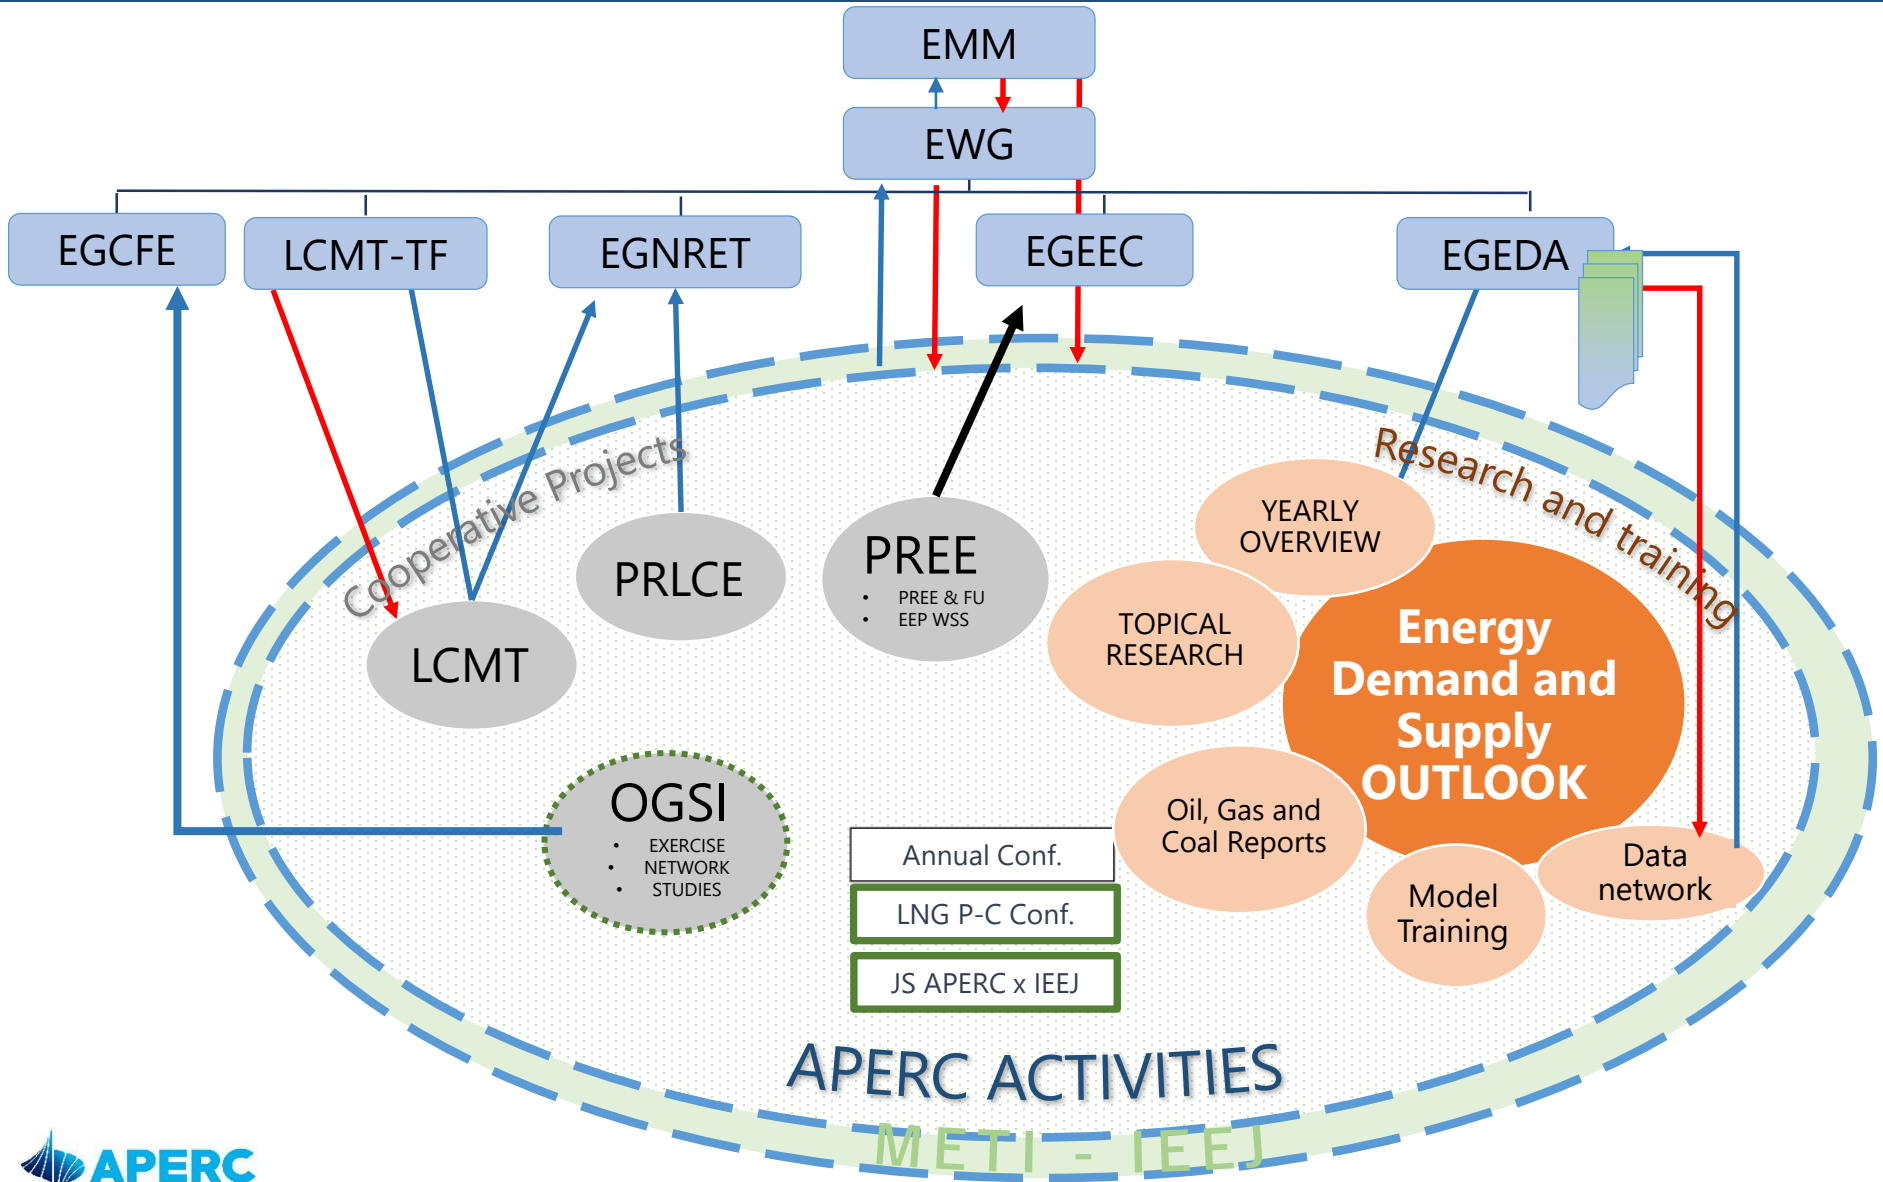 EMM
EWG
EGCFE
LCMT-TF
EGNRET
EGEEC
EGEDA
Cooperative Projects
Research and training
YEARLY
OVERVIEW
PREE
• PREE & FU
• EEP WSS
PRLCE
TOPICAL
RESEARCH
LCMT
Energy
Demand and
Supply
OUTLOOK
OGSI
• EXERCISE
• NETWORK
• STUDIES
Oil, Gas and
Coal Reports
Annual Conf.
LNG P-C Conf.
JS APERC x IEEJ
Data
network
Model
Training
APERC ACTIVITIES
METI - IEEJ
APERC